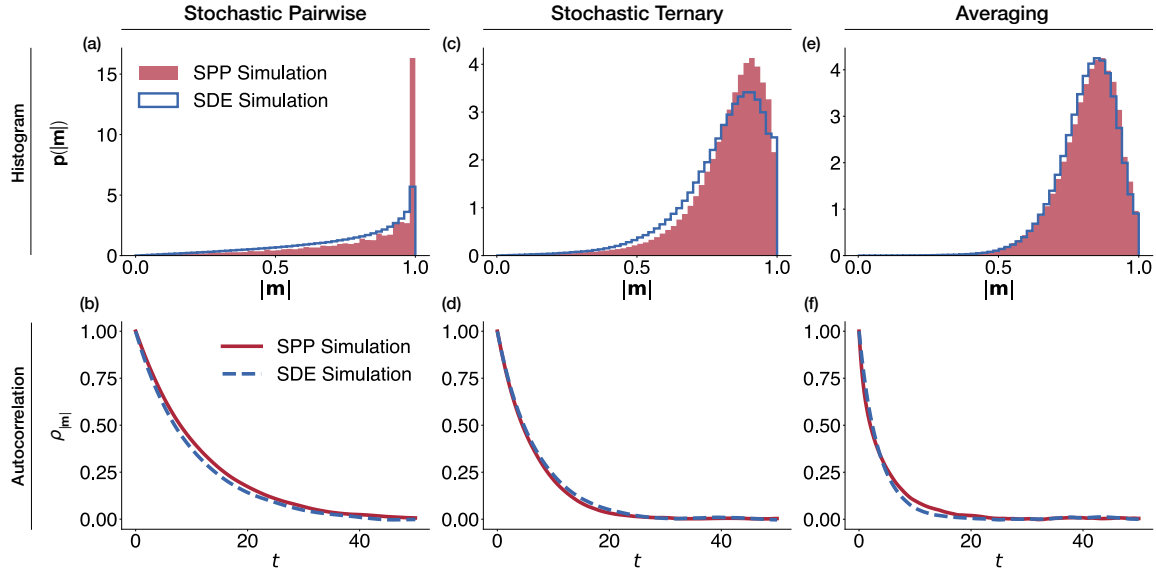 Stochastic Pairwise
Stochastic Ternary
Averaging
Histogram
(a)
p(|m|)
15
10
5
0
SPP Simulation
SDE Simulation
0.0
0.5
1.0
|m|
(c)
4
3
2
1
0
0.0
0.5
1.0
|m|
(e)
4
3
2
1
0
0.0
0.5
1.0
|m|
Autocorrelation
(b)
ρ|m|
1.00
0.75
0.50
0.25
0.00
SPP Simulation
SDE Simulation
0
20
40
t
(d)
1.00
0.75
0.50
0.25
0.00
0
20
40
t
(f)
1.00
0.75
0.50
0.25
0.00
0
20
40
t